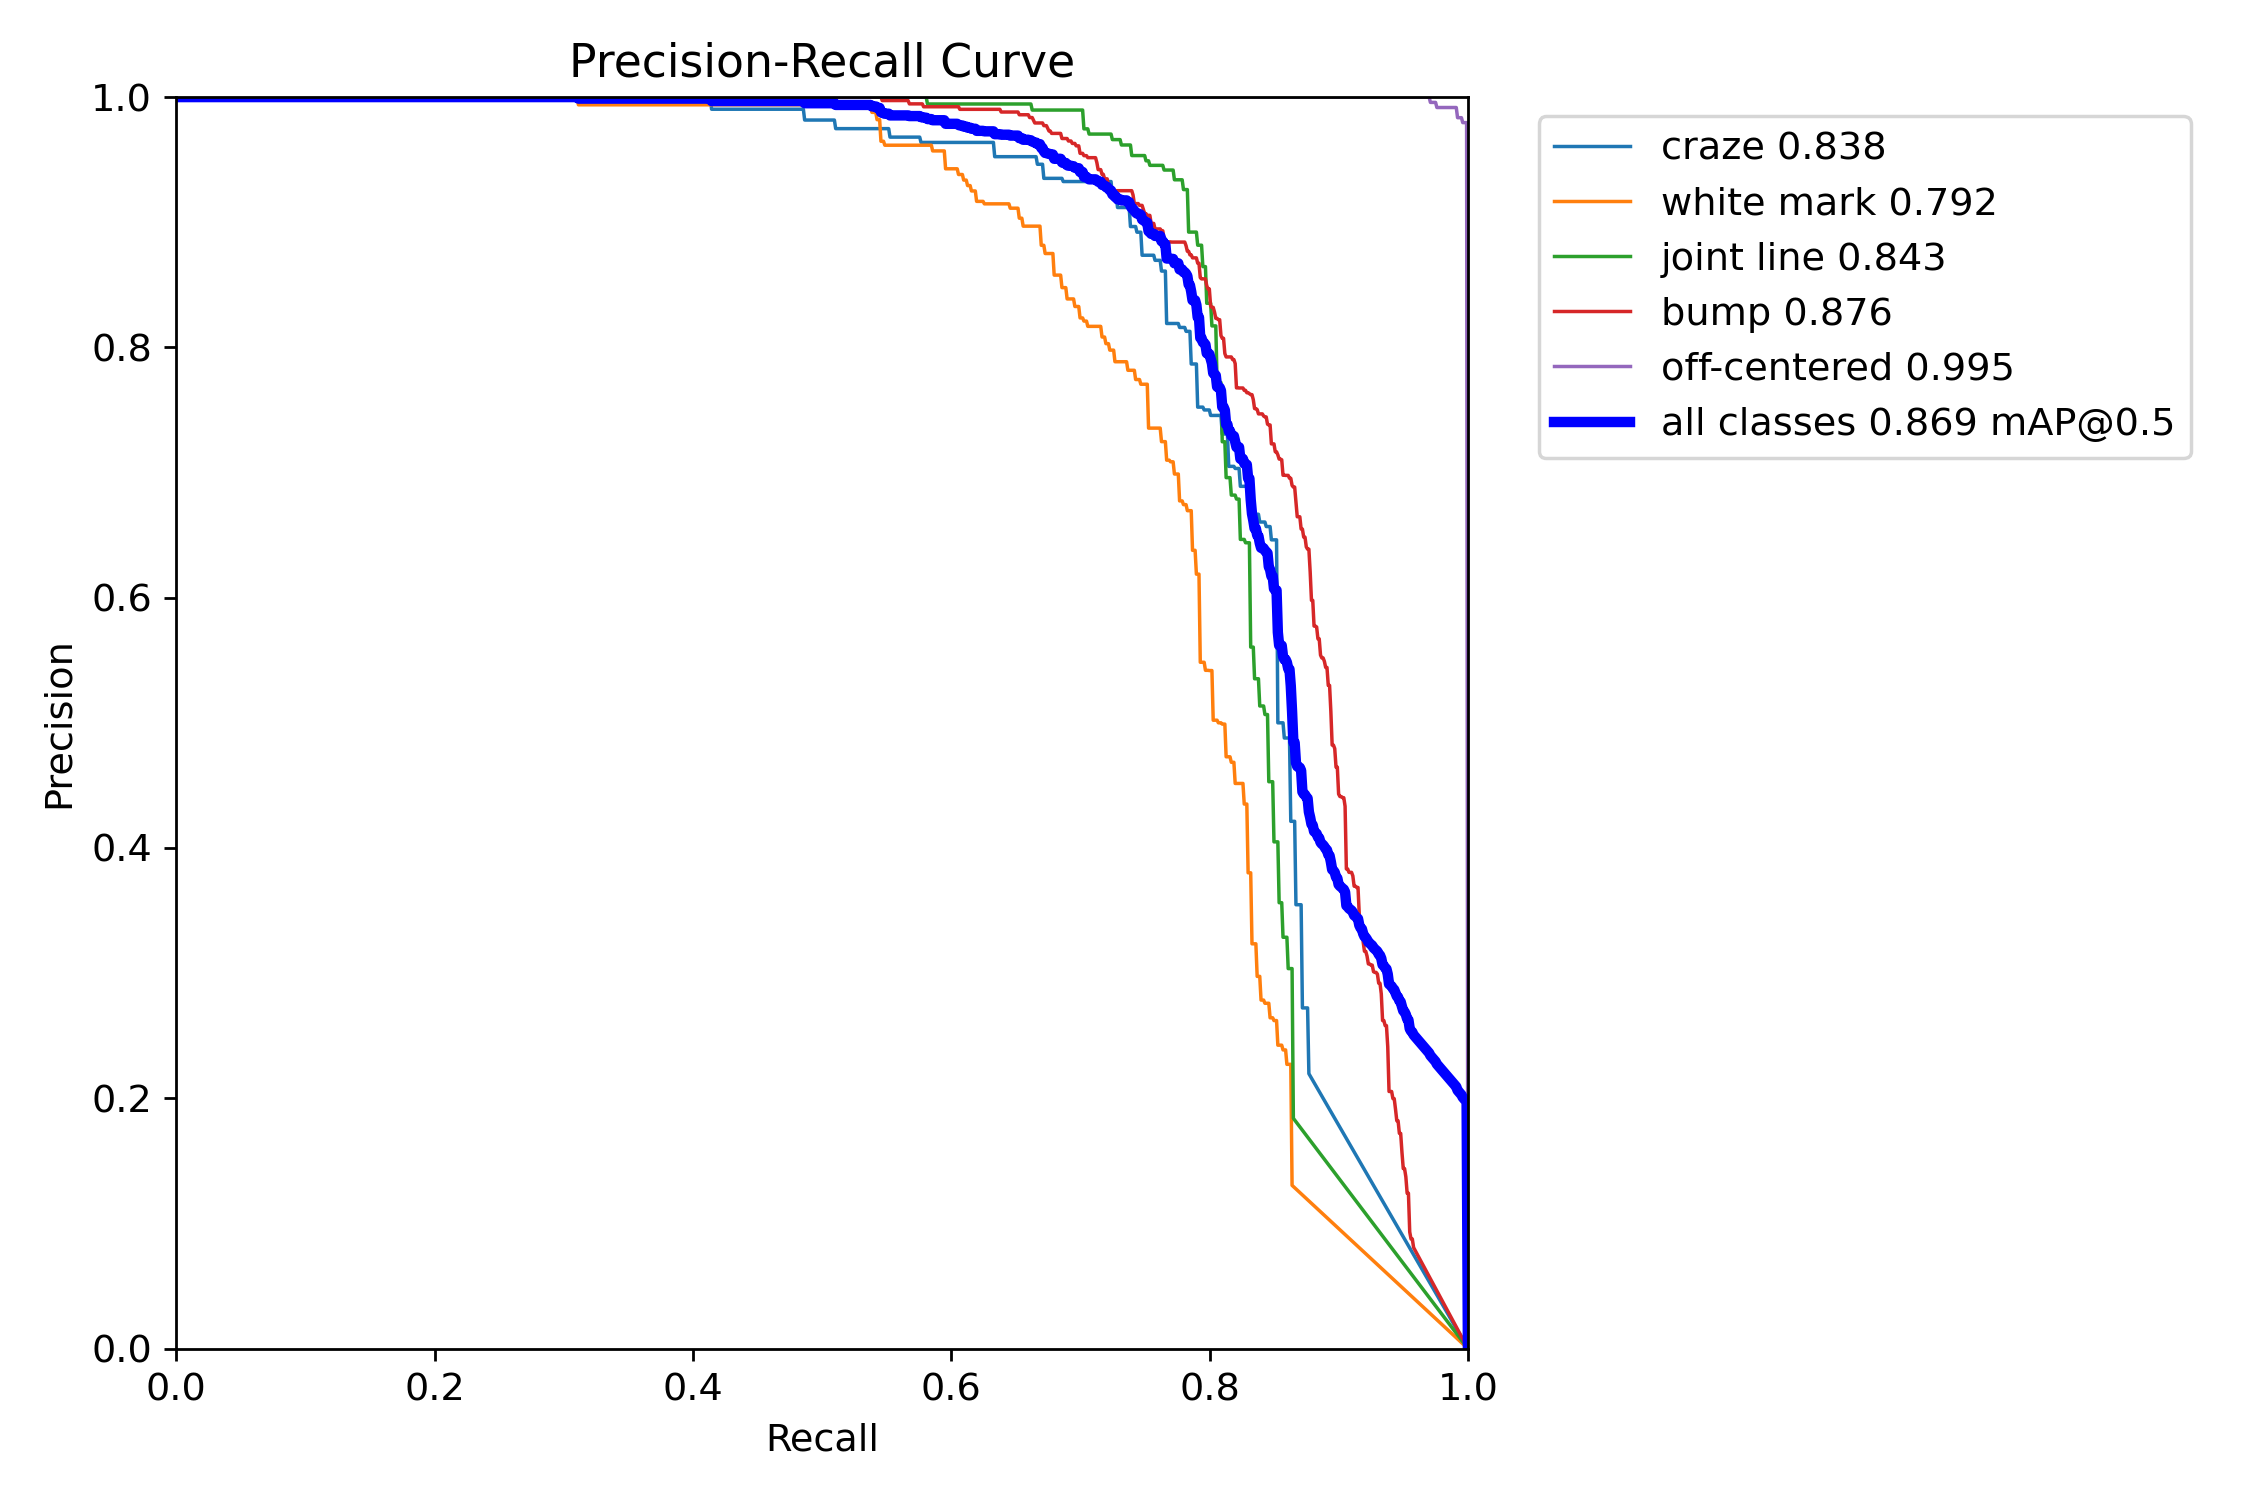 Precision-Recall Curve
1.0
0.8
0.6
0.4
0.2
0.0
Precision
0.0 0.2 0.4 0.6 0.8 1.0
Recall
craze 0.838
white mark 0.792
joint line 0.843
bump 0.876
off-centered 0.995
all classes 0.869 mAP@0.5